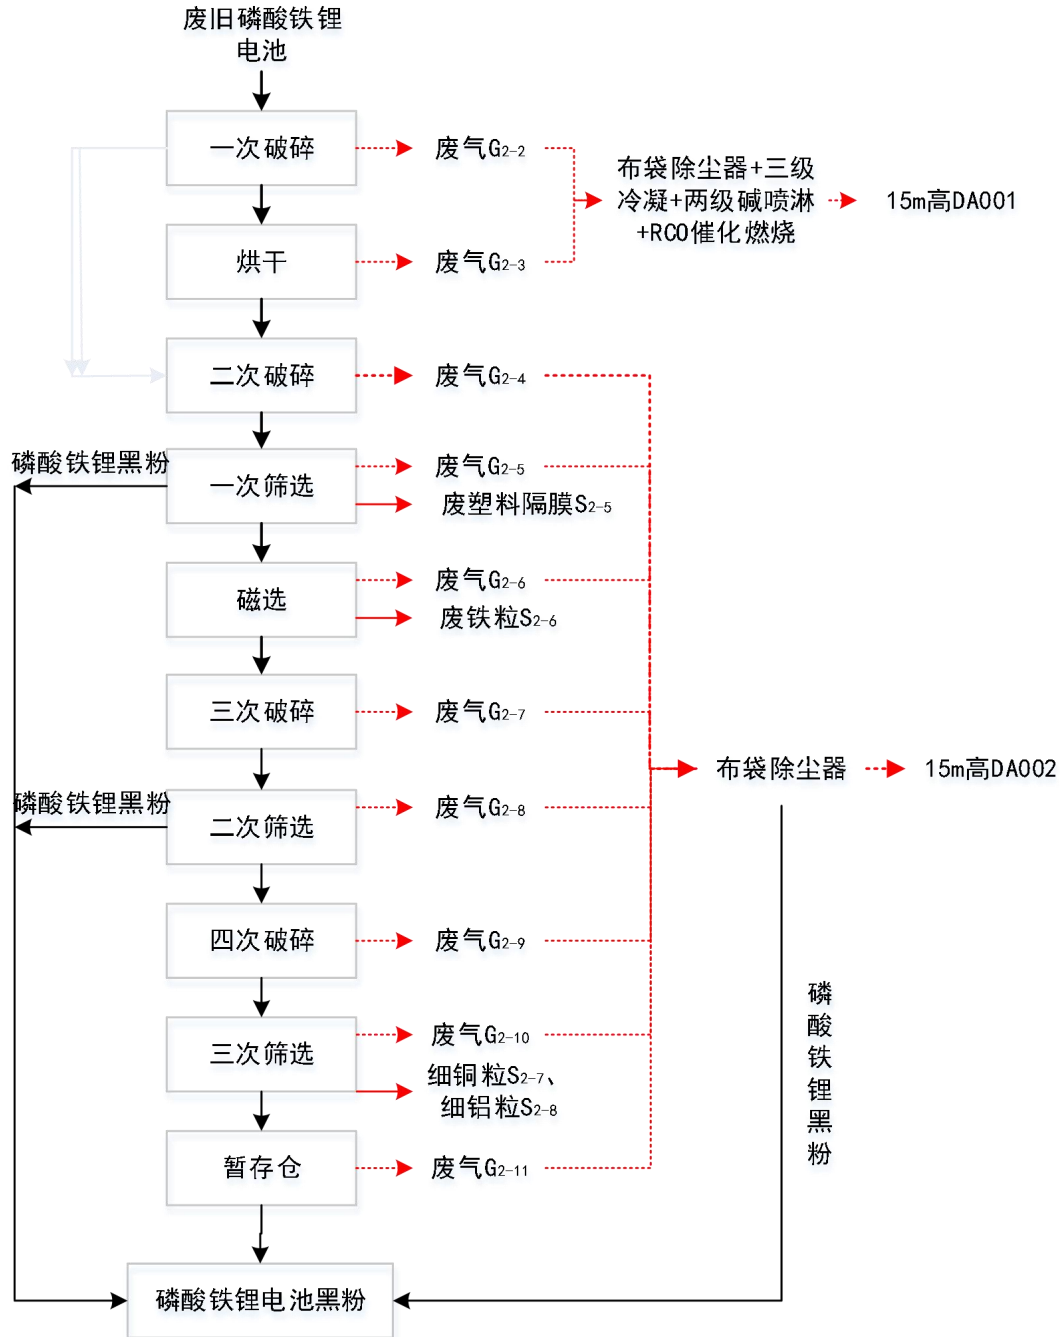 废旧磷酸铁锂
电池
一次破碎
废气G2-2
布袋除尘器+三级
冷凝+两级碱喷淋
+RCO催化燃烧
15m高DA001
烘干
废气G2-3
二次破碎
废气G2-4
磷酸铁锂黑粉
一次筛选
废气G2-5
废塑料隔膜S2-5
磁选
废气G2-6
废铁粒S2-6
三次破碎
废气G2-7
布袋除尘器
15m高DA002
磷酸铁锂黑粉
二次筛选
废气G2-8
四次破碎
废气G2-9
磷酸铁锂黑粉
三次筛选
废气G2-10
细铜粒S2-7、
细铝粒S2-8
暂存仓
废气G2-11
磷酸铁锂电池黑粉